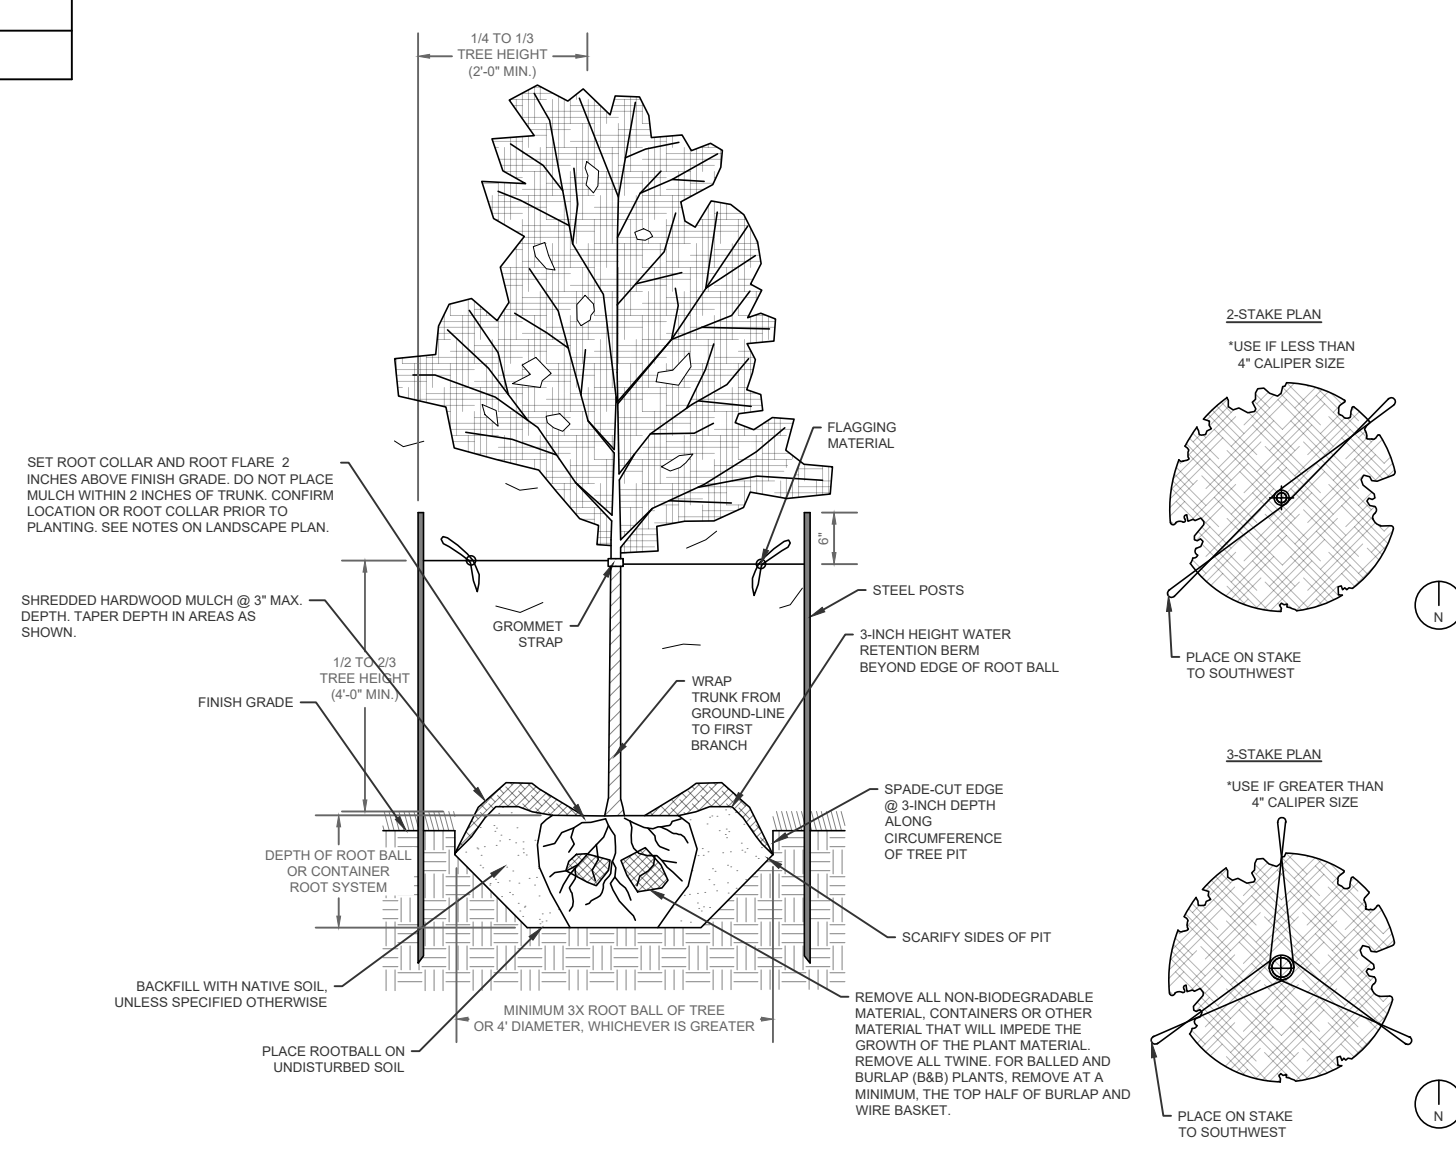 1/4 TO 1/3
TREE HEIGHT
(2'-0" MIN.)
SET ROOT COLLAR AND ROOT FLARE 2
INCHES ABOVE FINISH GRADE. DO NOT PLACE
MULCH WITHIN 2 INCHES OF TRUNK. CONFIRM
LOCATION OR ROOT COLLAR PRIOR TO
PLANTING. SEE NOTES ON LANDSCAPE PLAN.
SHREDDED HARDWOOD MULCH @ 3" MAX.
DEPTH. TAPER DEPTH IN AREAS AS
SHOWN.
1/2 TO 2/3
TREE HEIGHT
(4'-0" MIN.)
FINISH GRADE
DEPTH OF ROOT BALL
OR CONTAINER
ROOT SYSTEM
BACKFILL WITH NATIVE SOIL,
UNLESS SPECIFIED OTHERWISE
PLACE ROOTBALL ON
UNDISTURBED SOIL
MINIMUM 3X ROOT BALL OF TREE
OR 4' DIAMETER, WHICHEVER IS GREATER
GROMMET
STRAP
WRAP
TRUNK FROM
GROUND-LINE
TO FIRST
BRANCH
FLAGGING
MATERIAL
6"
STEEL POSTS
3-INCH HEIGHT WATER
RETENTION BERM
BEYOND EDGE OF ROOT BALL
SPADE-CUT EDGE
@ 3-INCH DEPTH
ALONG
CIRCUMFERENCE
OF TREE PIT
SCARIFY SIDES OF PIT
REMOVE ALL NON-BIODEGRADABLE
MATERIAL, CONTAINERS OR OTHER
MATERIAL THAT WILL IMPEDE THE
GROWTH OF THE PLANT MATERIAL.
REMOVE ALL TWINE. FOR BALLED AND
BURLAP (B&B) PLANTS, REMOVE AT A
MINIMUM, THE TOP HALF OF BURLAP AND
WIRE BASKET.
2-STAKE PLAN
*USE IF LESS THAN
4" CALIPER SIZE
PLACE ON STAKE
TO SOUTHWEST
N
3-STAKE PLAN
*USE IF GREATER THAN
4" CALIPER SIZE
PLACE ON STAKE
TO SOUTHWEST
N